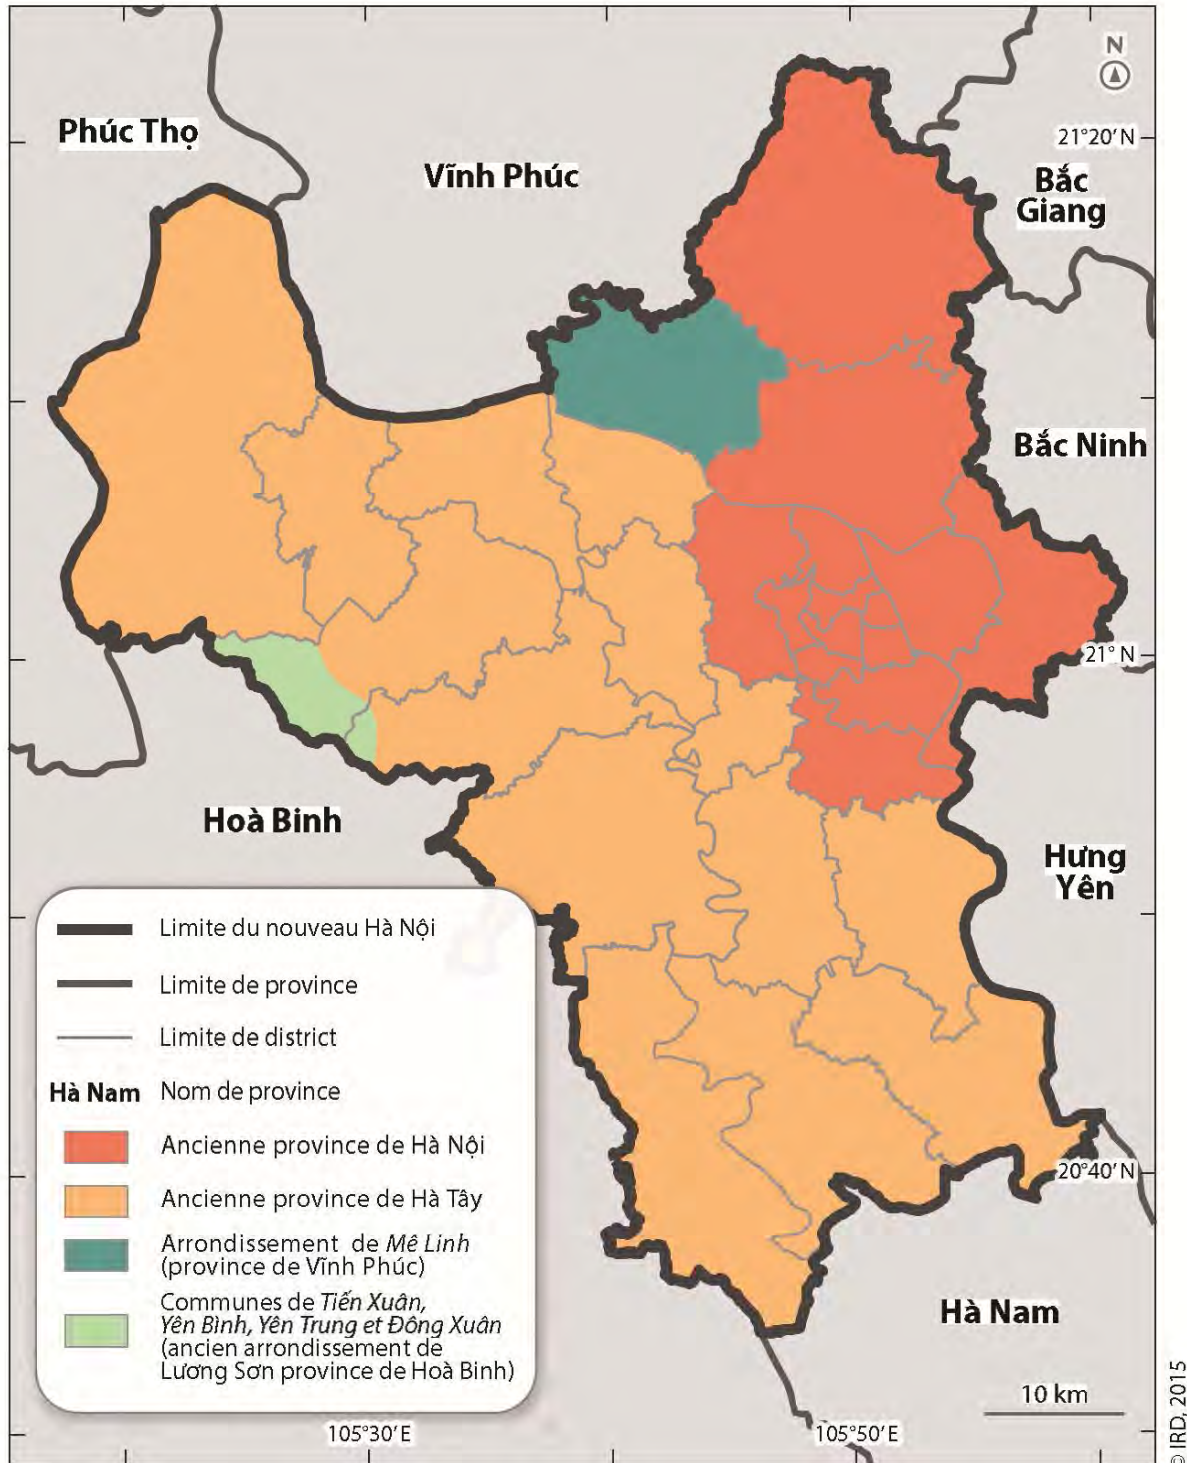 N
21°20' N
Phúc Thọ
Vĩnh Phúc
Bắc
Giang
Bắc Ninh
21° N
Hoà Binh
Hưng
Yên
Limite du nouveau Hà Nội
Limite de province
Limite de district
Hà Nam Nom de province
Ancienne province de Hà Nội
Ancienne province de Hà Tây
Arrondissement de Mê Linh
(province de Vĩnh Phúc)
Communes de Tiến Xuân,
Yên Bình, Yên Trung et Đông Xuân
(ancien arrondissement de
Lương Sơn province de Hoà Binh)
20°40' N
Hà Nam
10 km
105°30' E
105°50' E
© IRD, 2015